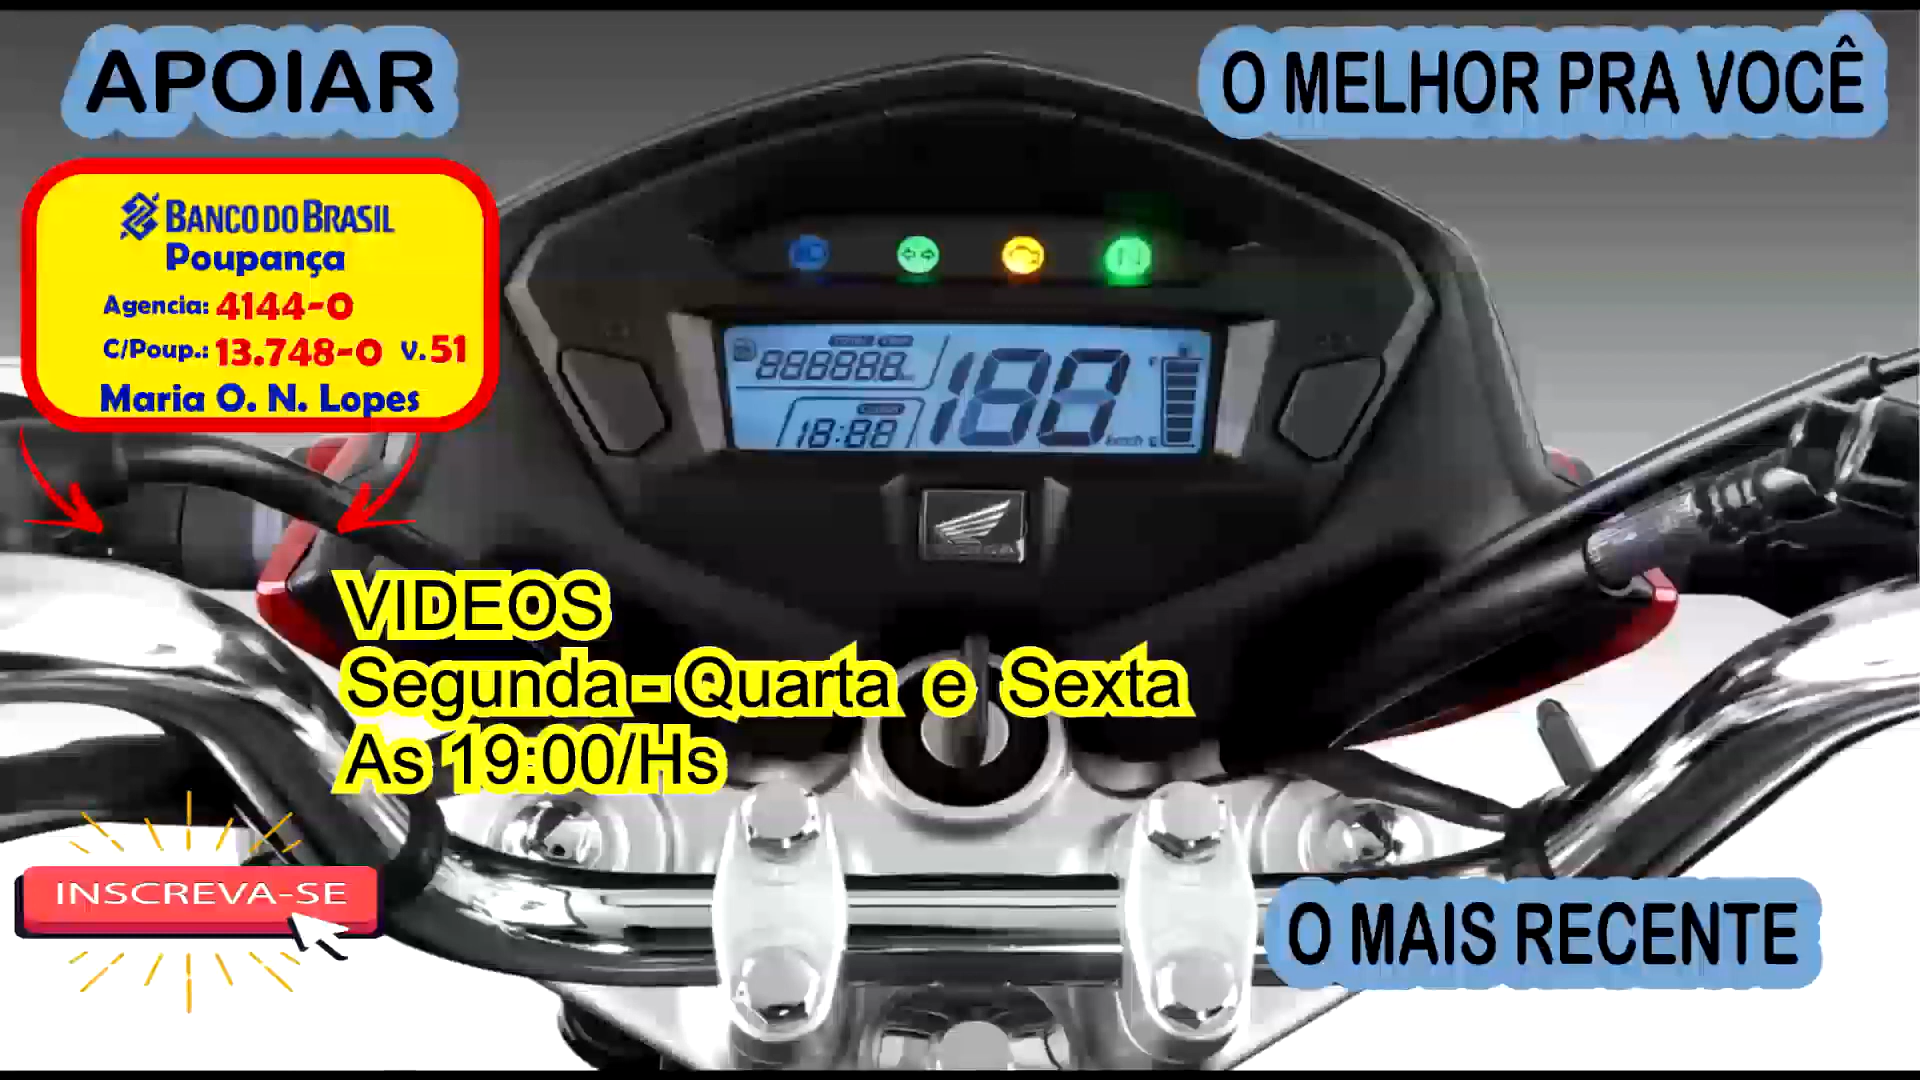 APOIAR
O MELHOR PRA VOCÊ
BANCO DO BRASIL
Poupança
Agencia: 4144-0
C/Poup.: 13.748-0 v.51
Maria O. N. Lopes
N
888888
188
18:88
km/h
VIDEOS
Segunda-Quarta e Sexta
As 19:00/Hs
INSCREVA-SE
O MAIS RECENTE